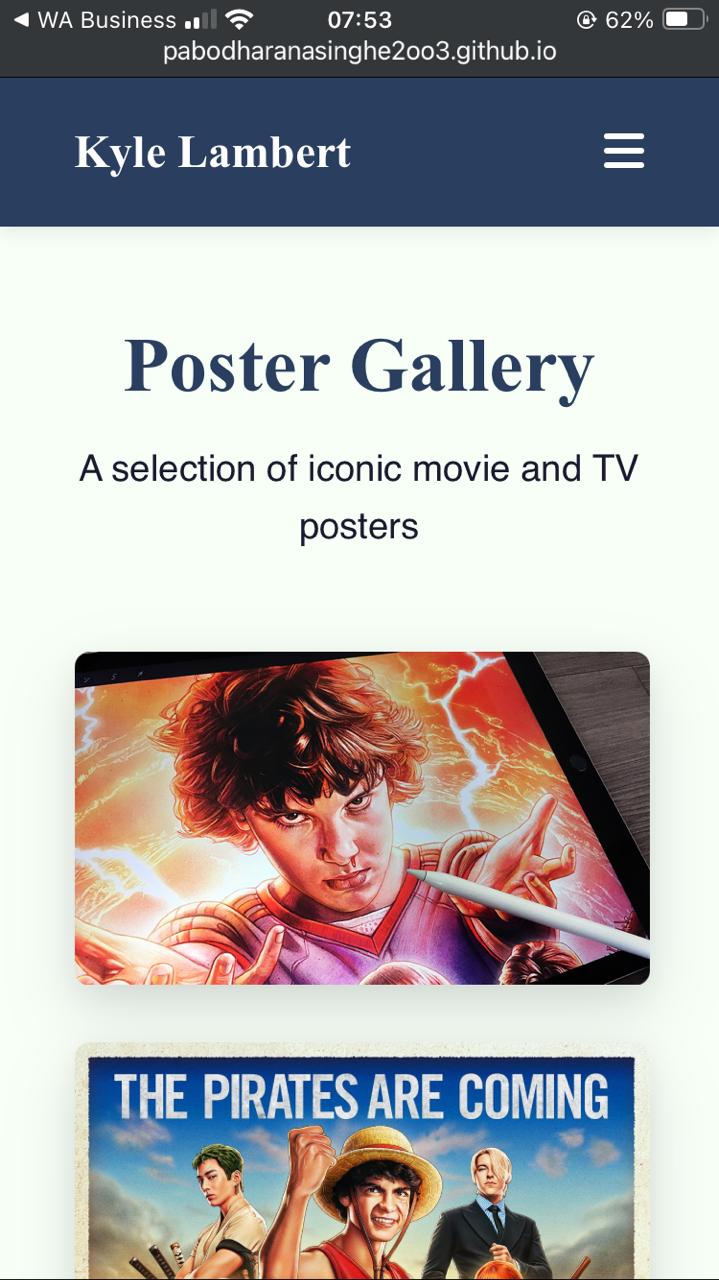 ◀ WA Business 07:53 62%
pabodharanasinghe2oo3.github.io
Kyle Lambert
Poster Gallery
A selection of iconic movie and TV
posters
THE PIRATES ARE COMING